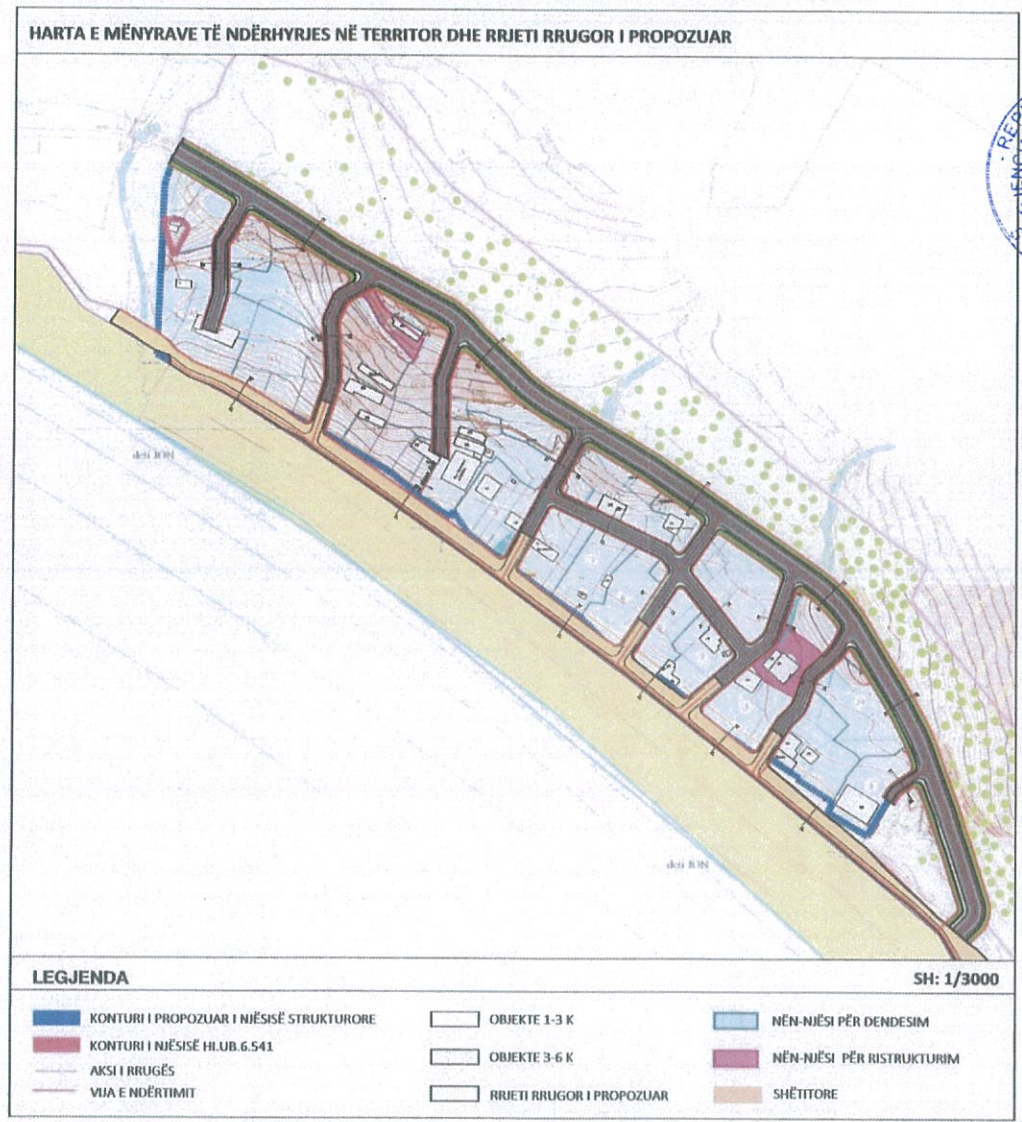 HARTA E MËNYRAVE TË NDËRHYRJES NË TERRITOR DHE RRJETI RRUGOR I PROPOZUAR
deti JON
deti JON
LEGJENDA
SH: 1/3000
KONTURI I PROPOZUAR I NJËSISË STRUKTURORE
KONTURI I NJËSISË HI.UB.6.541
AKSI I RRUGËS
VIJA E NDËRTIMIT
OBJEKTE 1-3 K
OBJEKTE 3-6 K
RRJETI RRUGOR I PROPOZUAR
NËN-NJËSI PËR DENDESIM
NËN-NJËSI PËR RISTRUKTURIM
SHËTITORE